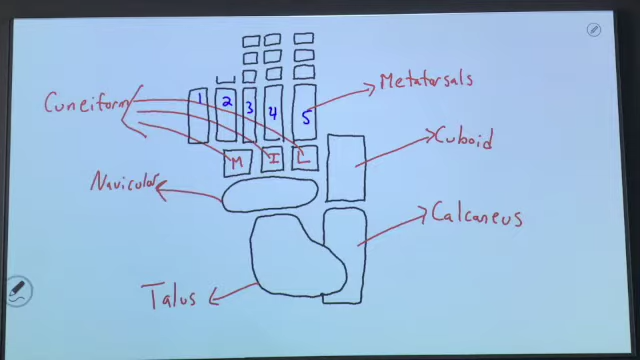 Metatarsals
Cuneiform
1 2 3 4 5
Cuboid
M I L
Navicular
Calcaneus
Talus